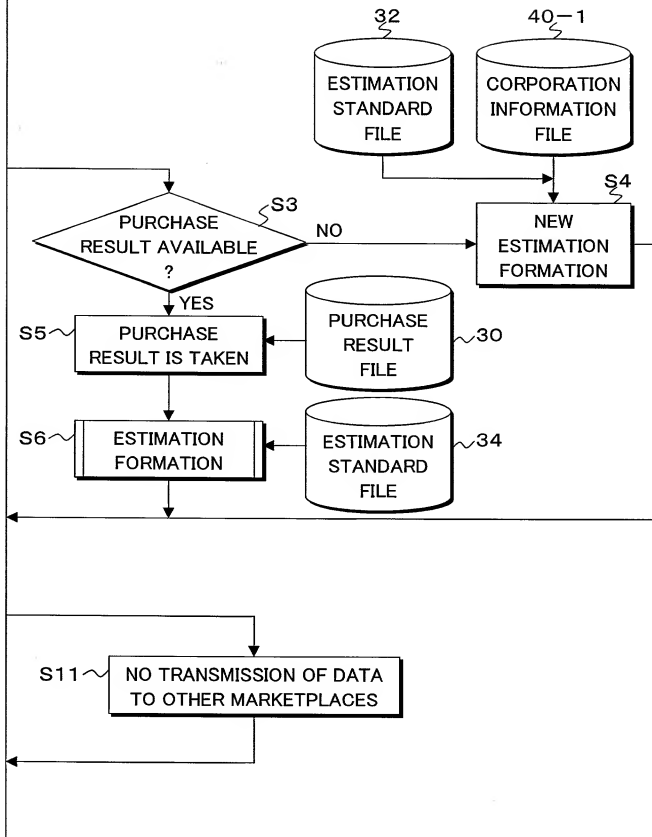 32
40-1
ESTIMATION
STANDARD
FILE
CORPORATION
INFORMATION
FILE
S3
S4
PURCHASE
RESULT AVAILABLE
?
NO
NEW
ESTIMATION
FORMATION
YES
S5
PURCHASE
RESULT IS TAKEN
PURCHASE
RESULT
FILE
30
S6
ESTIMATION
FORMATION
ESTIMATION
STANDARD
FILE
34
S11
NO TRANSMISSION OF DATA
TO OTHER MARKETPLACES